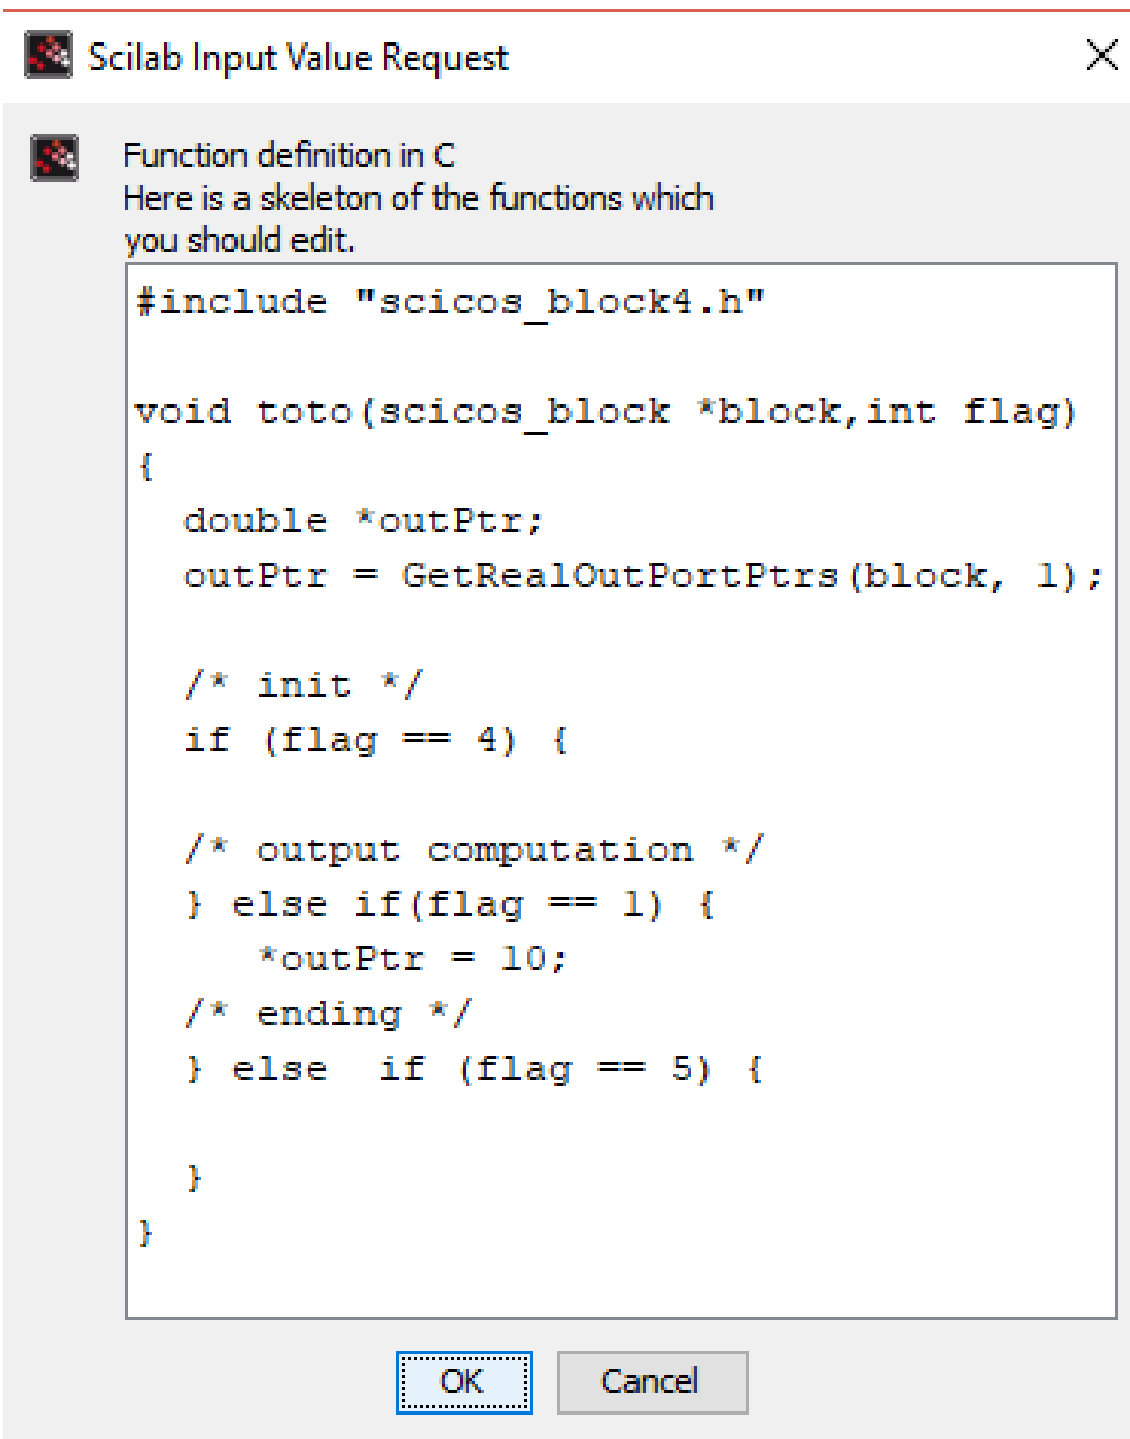 Scilab Input Value Request
Function definition in C
Here is a skeleton of the functions which
you should edit.
#include "scicos_block4.h"
void toto(scicos_block *block,int flag)
{
  double *outPtr;
  outPtr = GetRealOutPortPtrs(block, 1);
  /* init */
  if (flag == 4) {
  /* output computation */
  } else if(flag == 1) {
     *outPtr = 10;
  /* ending */
  } else  if (flag == 5) {
  }
}
OK Cancel